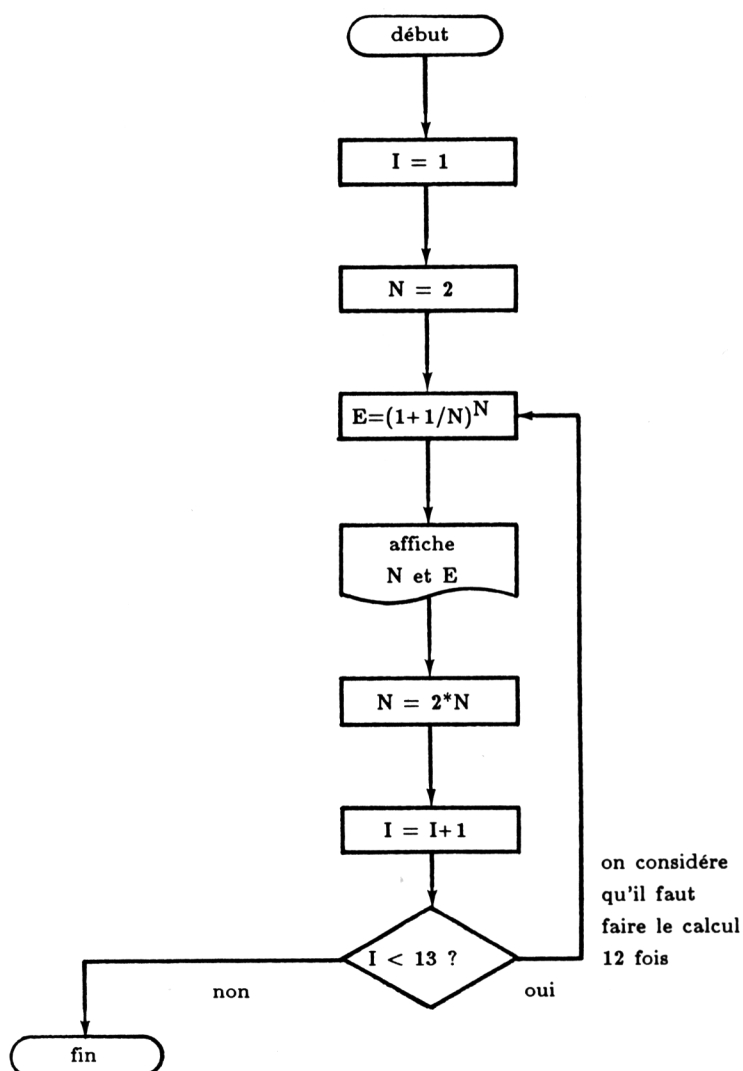 début
I = 1
N = 2
E=(1+1/N)^N
affiche
N et E
N = 2*N
I = I+1
I < 13 ?
non
oui
on considére
qu'il faut
faire le calcul
12 fois
fin